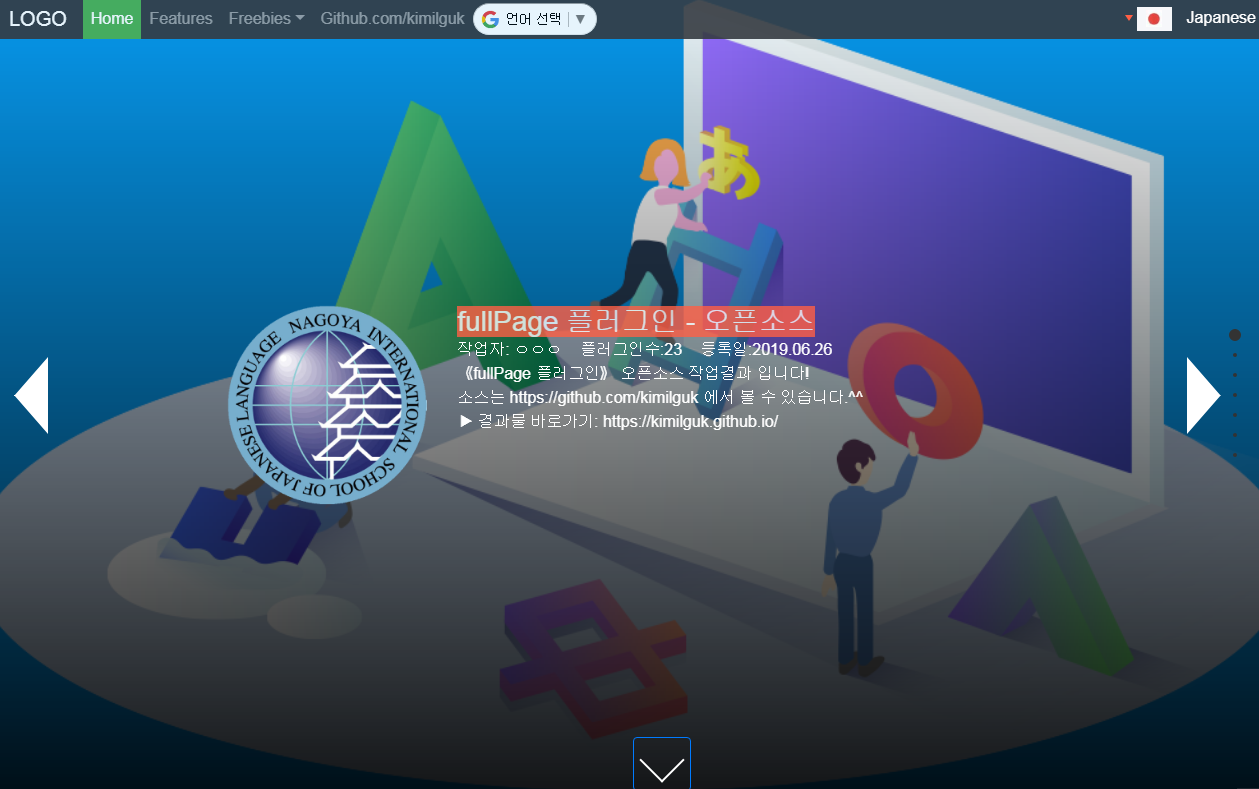 LOGO Home Features Freebies Github.com/kimilguk 언어 선택 ▼ Japanese
あ
NAGOYA INTERNATIONAL SCHOOL OF JAPANESE LANGUAGE
fullPage 플러그인 - 오픈소스
작업자: ㅇㅇㅇ 플러그인수:23 등록일:2019.06.26
⟪fullPage 플러그인⟫ 오픈소스 작업결과 입니다!
소스는 https://github.com/kimilguk 에서 볼 수 있습니다.^^
▶ 결과물 바로가기: https://kimilguk.github.io/